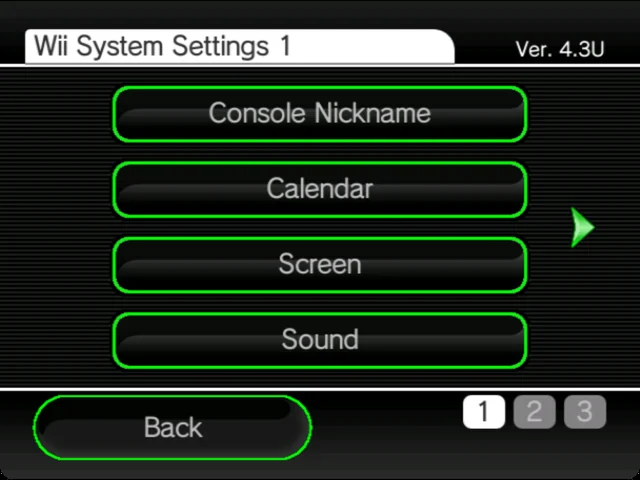 Wii System Settings 1
Ver. 4.3U
Console Nickname
Calendar
Screen
Sound
Back
1 2 3